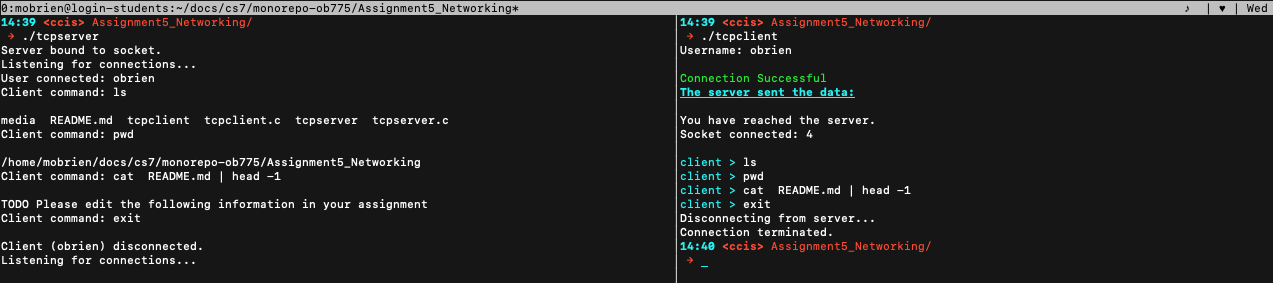 0:mobrien@login-students:~/docs/cs7/monorepo-ob775/Assignment5_Networking* ♪ | ♥ | Wed
14:39 <ccis> Assignment5_Networking/
→ ./tcpserver
Server bound to socket.
Listening for connections...
User connected: obrien
Client command: ls
media README.md tcpclient tcpclient.c tcpserver tcpserver.c
Client command: pwd
/home/mobrien/docs/cs7/monorepo-ob775/Assignment5_Networking
Client command: cat  README.md | head -1
TODO Please edit the following information in your assignment
Client command: exit
Client (obrien) disconnected.
Listening for connections...
14:39 <ccis> Assignment5_Networking/
→ ./tcpclient
Username: obrien
Connection Successful
The server sent the data:
You have reached the server.
Socket connected: 4
client > ls
client > pwd
client > cat  README.md | head -1
client > exit
Disconnecting from server...
Connection terminated.
14:40 <ccis> Assignment5_Networking/
→ _